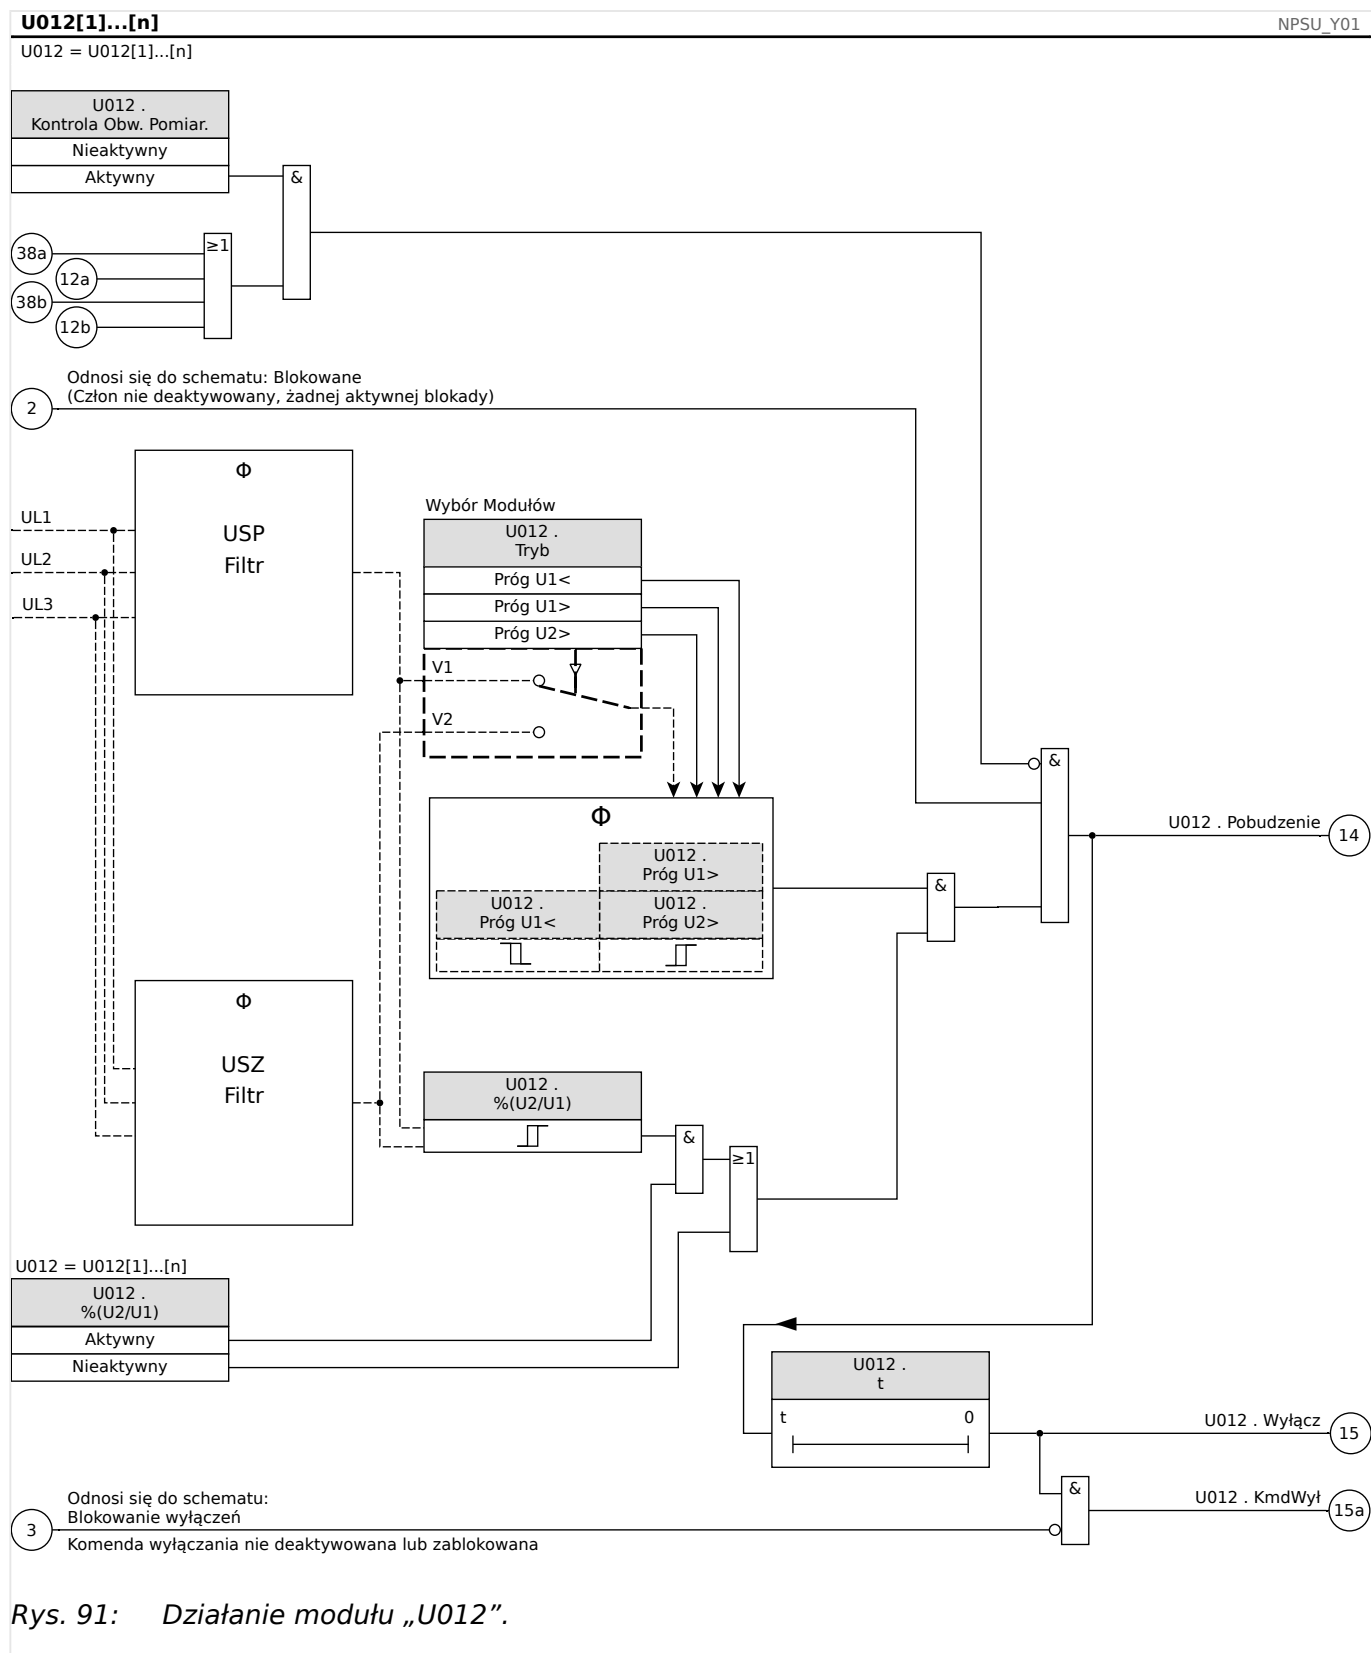 U012[1]...[n]
NPSU_Y01
U012 = U012[1]...[n]
U012 .
Kontrola Obw. Pomiar.
Nieaktywny
Aktywny
&
38a
≥1
12a
38b
12b
Odnosi się do schematu: Blokowane
(Człon nie deaktywowany, żadnej aktywnej blokady)
2
Φ
USP
Filtr
UL1
UL2
UL3
Wybór Modułów
U012 .
Tryb
Próg U1<
Próg U1>
Próg U2>
V1
V2
&
U012 . Pobudzenie
14
Φ
U012 .
Próg U1>
U012 .
Próg U1<
U012 .
Próg U2>
&
Φ
USZ
Filtr
U012 .
%(U2/U1)
&
≥1
U012 = U012[1]...[n]
U012 .
%(U2/U1)
Aktywny
Nieaktywny
U012 .
t
t
0
U012 . Wyłącz
15
&
U012 . KmdWył
15a
Odnosi się do schematu:
Blokowanie wyłączeń
3
Komenda wyłączania nie deaktywowana lub zablokowana
Rys. 91: Działanie modułu „U012”.